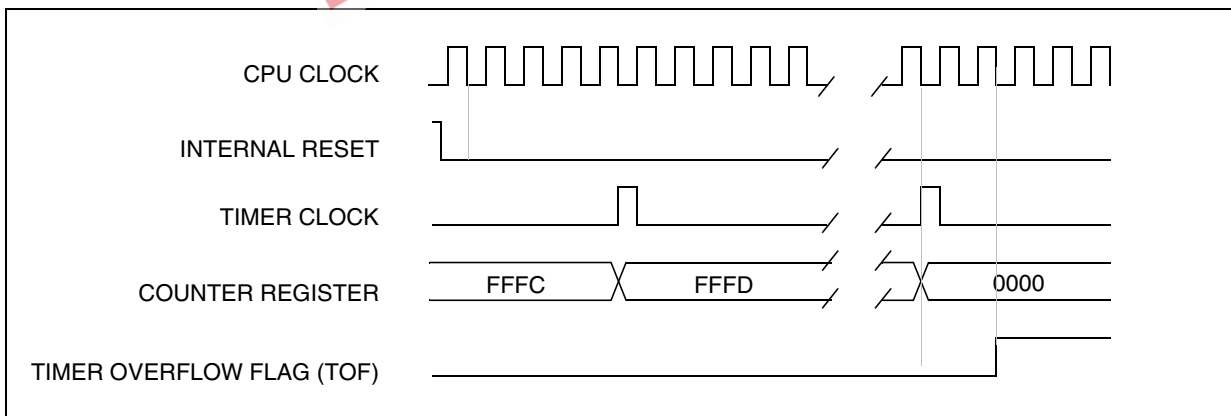 CPU CLOCK
INTERNAL RESET
TIMER CLOCK
COUNTER REGISTER FFFC FFFD 0000
TIMER OVERFLOW FLAG (TOF)